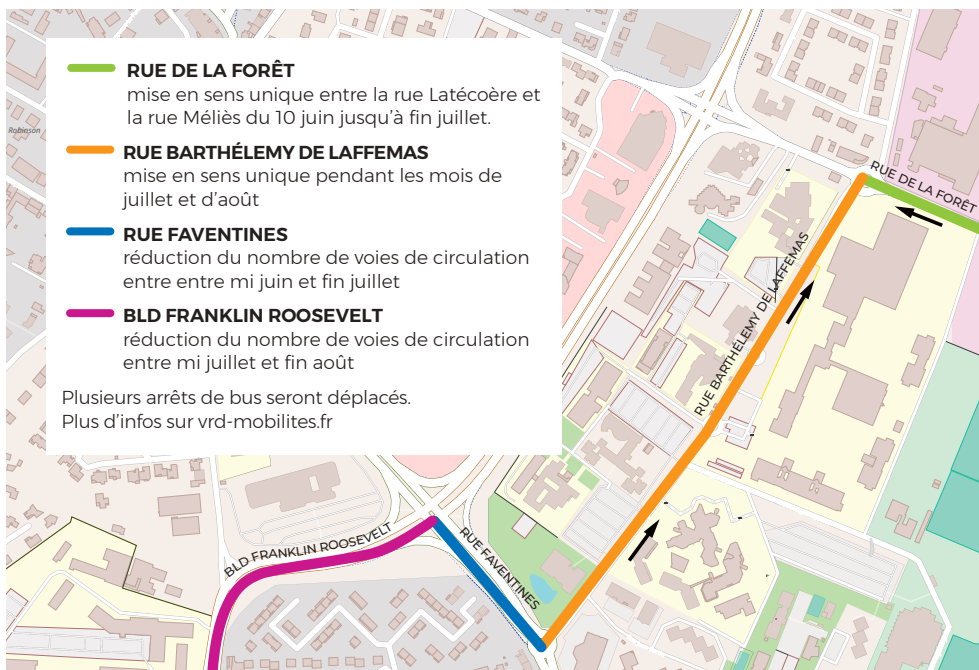 RUE DE LA FORÊT
mise en sens unique entre la rue Latécoère et
la rue Méliès du 10 juin jusqu'à fin juillet.
RUE BARTHÉLEMY DE LAFFEMAS
mise en sens unique pendant les mois de
juillet et d'août
RUE FAVENTINES
réduction du nombre de voies de circulation
entre entre mi juin et fin juillet
BLD FRANKLIN ROOSEVELT
réduction du nombre de voies de circulation
entre mi juillet et fin août
Plusieurs arrêts de bus seront déplacés.
Plus d'infos sur vrd-mobilites.fr
Robinson
RUE DE LA FORÊT
RUE BARTHÉLEMY DE LAFFEMAS
BLD FRANKLIN ROOSEVELT
RUE FAVENTINES